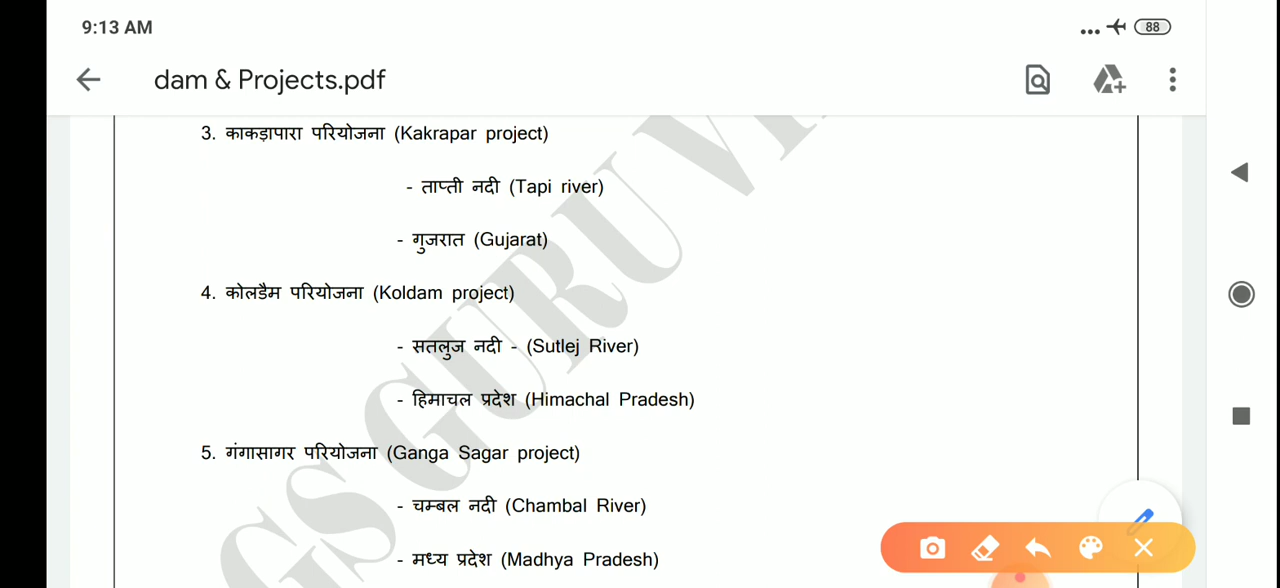 9:13 AM
88
dam & Projects.pdf
3. काकड़ापारा परियोजना (Kakrapar project)
- ताप्ती नदी (Tapi river)
- गुजरात (Gujarat)
4. कोलडैम परियोजना (Koldam project)
- सतलुज नदी - (Sutlej River)
- हिमाचल प्रदेश (Himachal Pradesh)
5. गंगासागर परियोजना (Ganga Sagar project)
- चम्बल नदी (Chambal River)
- मध्य प्रदेश (Madhya Pradesh)
GS GURU V